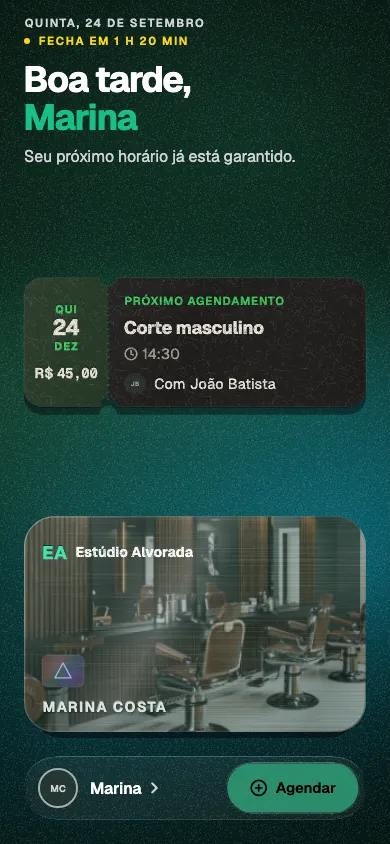 QUINTA, 24 DE SETEMBRO
FECHA EM 1 H 20 MIN
Boa tarde,
Marina
Seu próximo horário já está garantido.
QUI
24
DEZ
R$ 45,00
PRÓXIMO AGENDAMENTO
Corte masculino
14:30
JB
Com João Batista
EA Estúdio Alvorada
MARINA COSTA
MC
Marina
Agendar